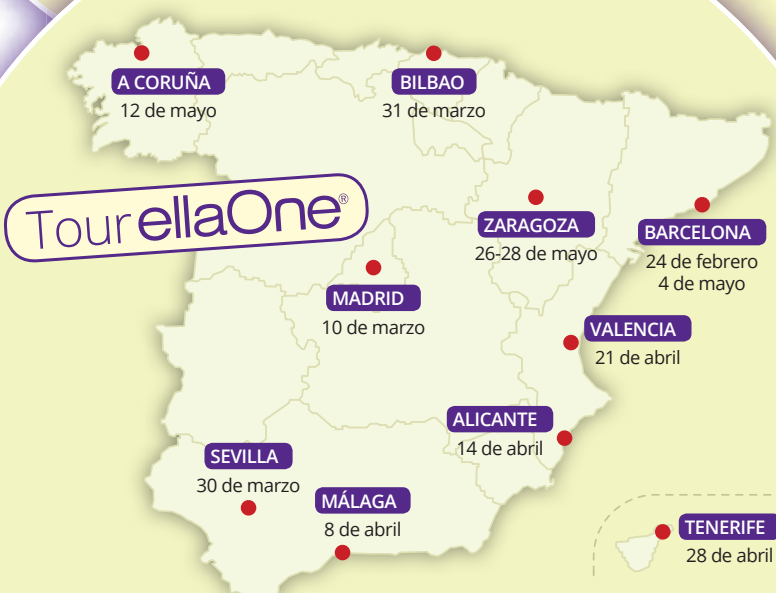 A CORUÑA
12 de mayo
BILBAO
31 de marzo
Tour ellaOne®
ZARAGOZA
26-28 de mayo
BARCELONA
24 de febrero
4 de mayo
MADRID
10 de marzo
VALENCIA
21 de abril
ALICANTE
14 de abril
SEVILLA
30 de marzo
MÁLAGA
8 de abril
TENERIFE
28 de abril